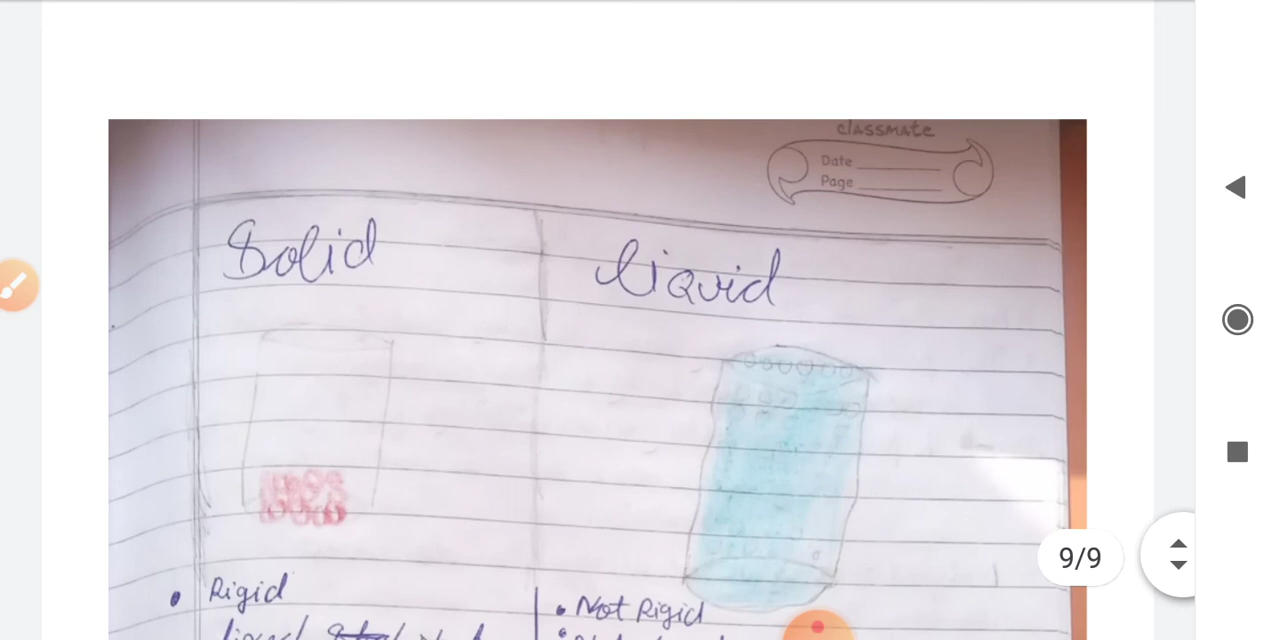 classmate
Date
Page
Solid
liquid
• Rigid
• Not Rigid
9/9